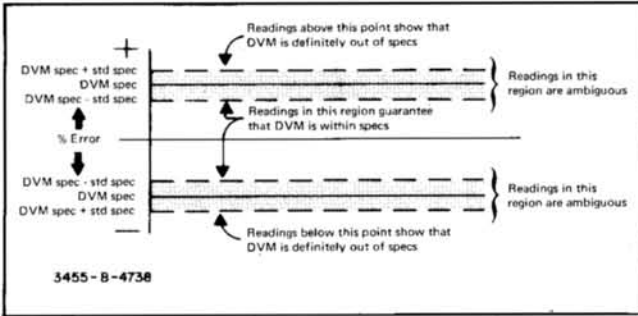 Readings above this point show that
DVM is definitely out of specs
+
DVM spec + std spec
DVM spec
DVM spec - std spec
Readings in this
region are ambiguous
Readings in this region guarantee
that DVM is within specs
% Error
DVM spec - std spec
DVM spec
DVM spec + std spec
Readings in this
region are ambiguous
—
Readings below this point show that
DVM is definitely out of specs
3455-B-4738